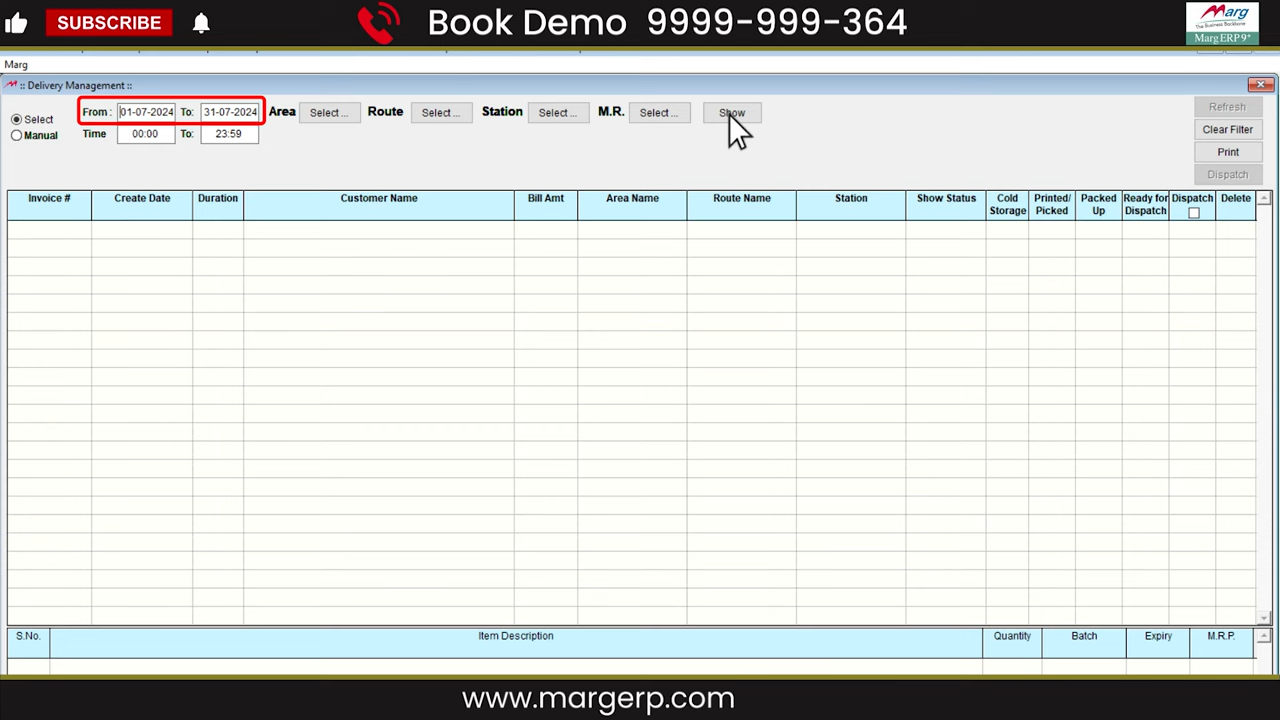 SUBSCRIBE
Book Demo 9999-999-364
Marg
The Business Backbone
MargERP9+
Marg
:: Delivery Management ::
Select
Manual
From : 01-07-2024 To: 31-07-2024 Area Select ... Route Select ... Station Select ... M.R. Select ... Show
Time 00:00 To: 23:59
Refresh
Clear Filter
Print
Dispatch
Invoice # Create Date Duration Customer Name Bill Amt Area Name Route Name Station Show Status Cold Storage Printed/Picked Packed Up Ready for Dispatch Dispatch Delete
S.No. Item Description Quantity Batch Expiry M.R.P.
www.margerp.com